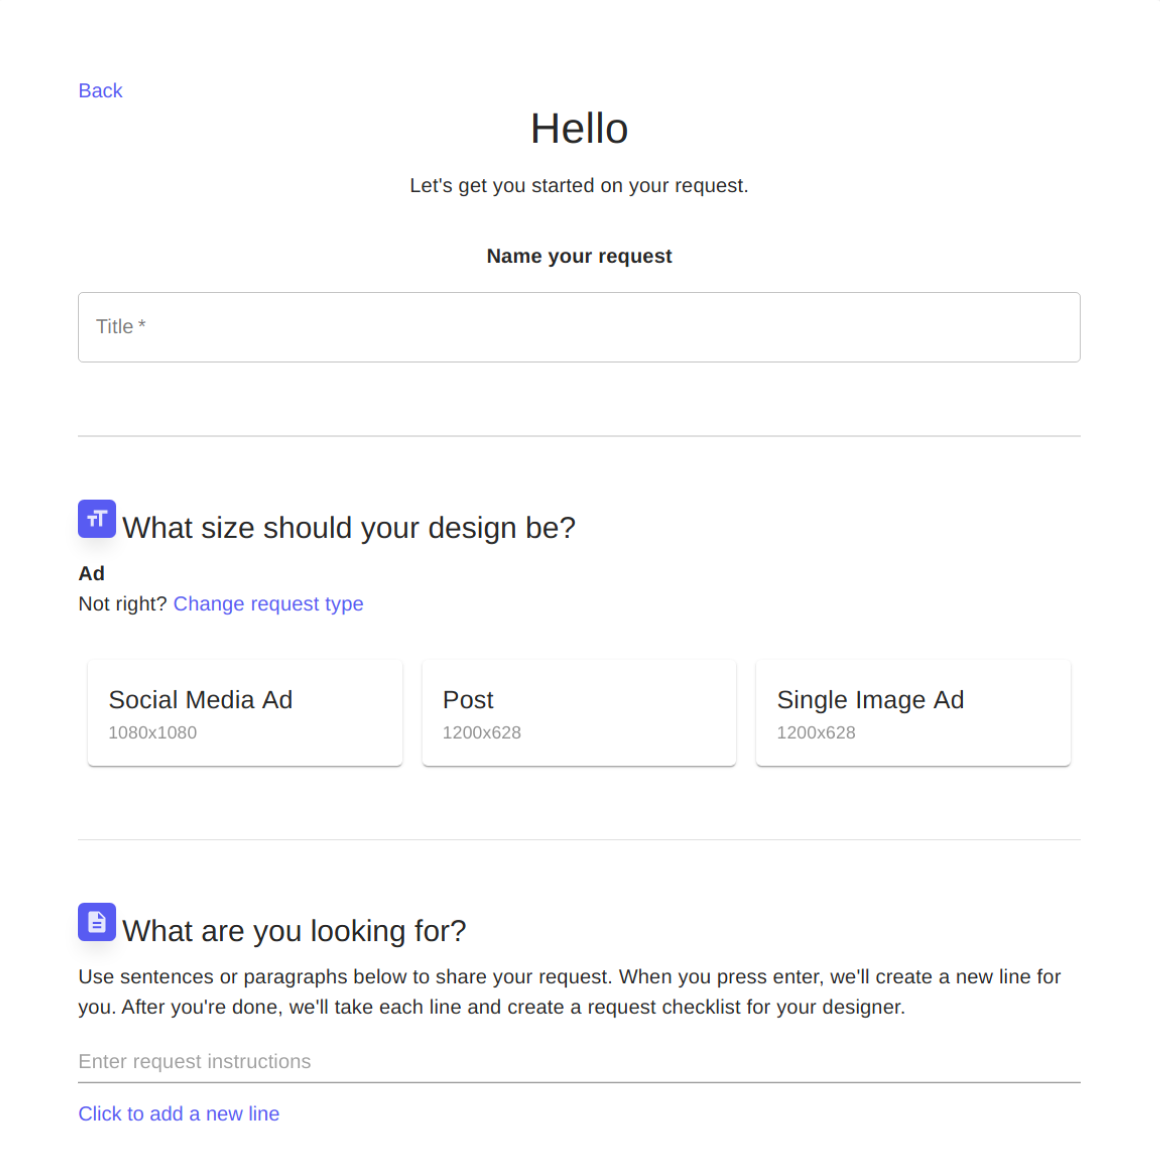 Back
Hello
Let's get you started on your request.
Name your request
Title *
What size should your design be?
Ad
Not right? Change request type
Social Media Ad
1080x1080
Post
1200x628
Single Image Ad
1200x628
What are you looking for?
Use sentences or paragraphs below to share your request. When you press enter, we'll create a new line for
you. After you're done, we'll take each line and create a request checklist for your designer.
Enter request instructions
Click to add a new line